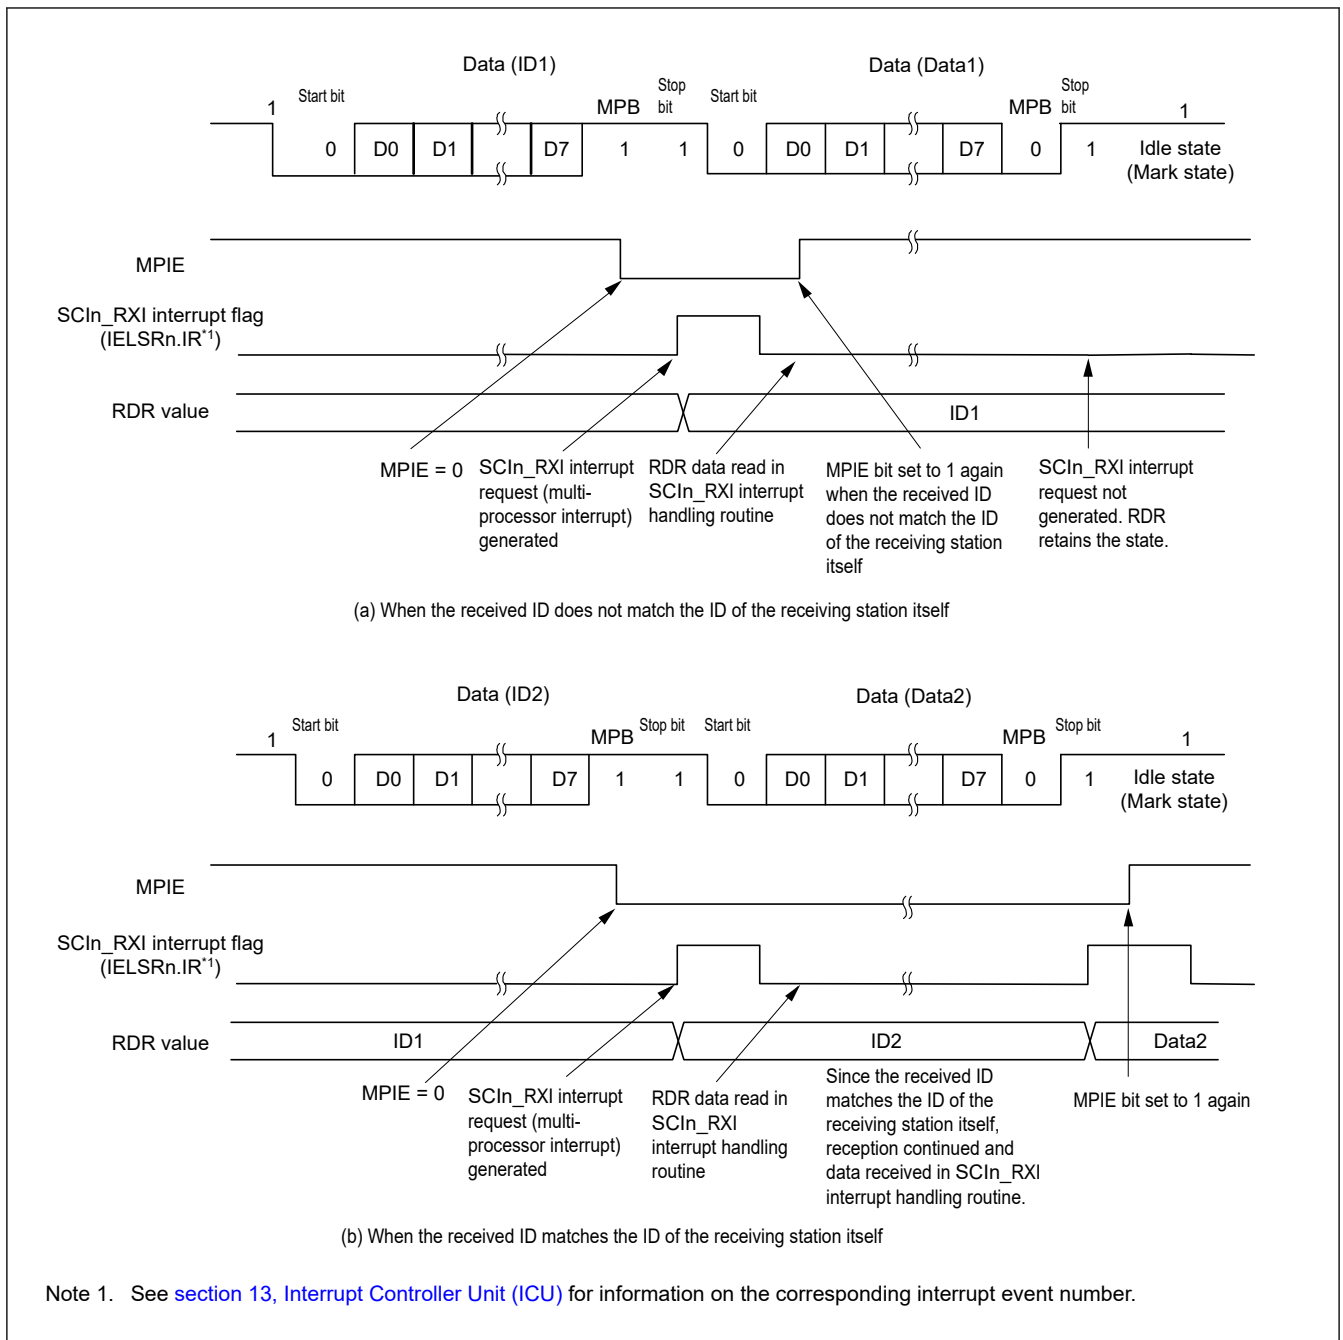 Data (ID1)
Data (Data1)
1
Start bit
MPB
Stop
bit
Start bit
MPB
Stop
bit
1
0
D0
D1
D7
1
1
0
D0
D1
D7
0
1
Idle state
(Mark state)
MPIE
SCIn_RXI interrupt flag
(IELSRn.IR*1)
RDR value
ID1
MPIE = 0
SCIn_RXI interrupt
request (multi-
processor interrupt)
generated
RDR data read in
SCIn_RXI interrupt
handling routine
MPIE bit set to 1 again
when the received ID
does not match the ID
of the receiving station
itself
SCIn_RXI interrupt
request not
generated. RDR
retains the state.
(a) When the received ID does not match the ID of the receiving station itself
Data (ID2)
Data (Data2)
1
Start bit
MPB
Stop bit
Start bit
MPB
Stop bit
1
0
D0
D1
D7
1
1
0
D0
D1
D7
0
1
Idle state
(Mark state)
MPIE
SCIn_RXI interrupt flag
(IELSRn.IR*1)
RDR value
ID1
ID2
Data2
MPIE = 0
SCIn_RXI interrupt
request (multi-
processor interrupt)
generated
RDR data read in
SCIn_RXI
interrupt handling
routine
Since the received ID
matches the ID of the
receiving station itself,
reception continued and
data received in SCIn_RXI
interrupt handling routine.
MPIE bit set to 1 again
(b) When the received ID matches the ID of the receiving station itself
Note 1. See section 13, Interrupt Controller Unit (ICU) for information on the corresponding interrupt event number.